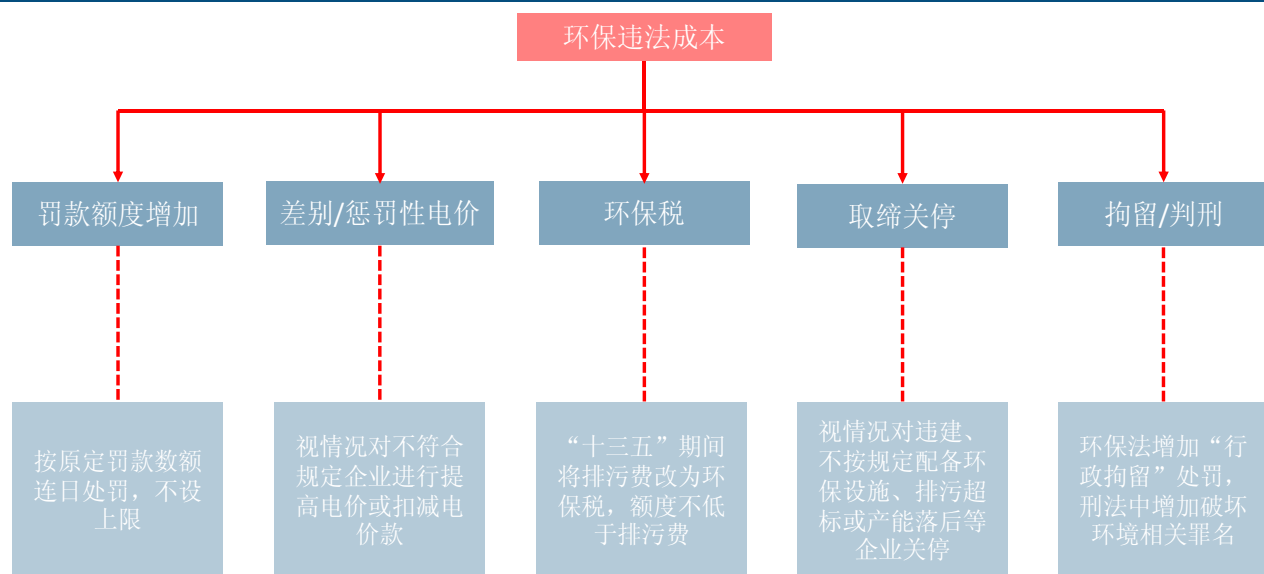 环保违法成本
罚款额度增加
差别/惩罚性电价
环保税
取缔关停
拘留/判刑
按原定罚款数额
连日处罚，不设
上限
视情况对不符合
规定企业进行提
高电价或扣减电
价款
“十三五”期间
将排污费改为环
保税，额度不低
于排污费
视情况对违建、
不按规定配备环
保设施、排污超
标或产能落后等
企业关停
环保法增加“行
政拘留”处罚，
刑法中增加破坏
环境相关罪名